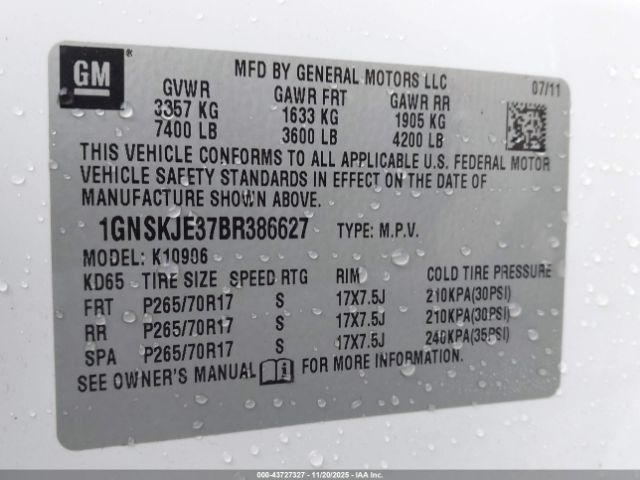 GM
®
MFD BY GENERAL MOTORS LLC
07/11
GVWR GAWR FRT GAWR RR
3357 KG 1633 KG 1905 KG
7400 LB 3600 LB 4200 LB
THIS VEHICLE CONFORMS TO ALL APPLICABLE U.S. FEDERAL MOTOR
VEHICLE SAFETY STANDARDS IN EFFECT ON THE DATE OF
MANUFACTURE SHOWN ABOVE.
1GNSKJE37BR386627 TYPE: M.P.V.
MODEL: K10906
KD65 TIRE SIZE SPEED RTG RIM COLD TIRE PRESSURE
FRT P265/70R17 S 17X7.5J 210KPA(30PSI)
RR P265/70R17 S 17X7.5J 210KPA(30PSI)
SPA P265/70R17 S 17X7.5J 240KPA(35PSI)
SEE OWNER'S MANUAL FOR MORE INFORMATION.
000-43727327 - 11/20/2025 - Copyright © IAA, LLC